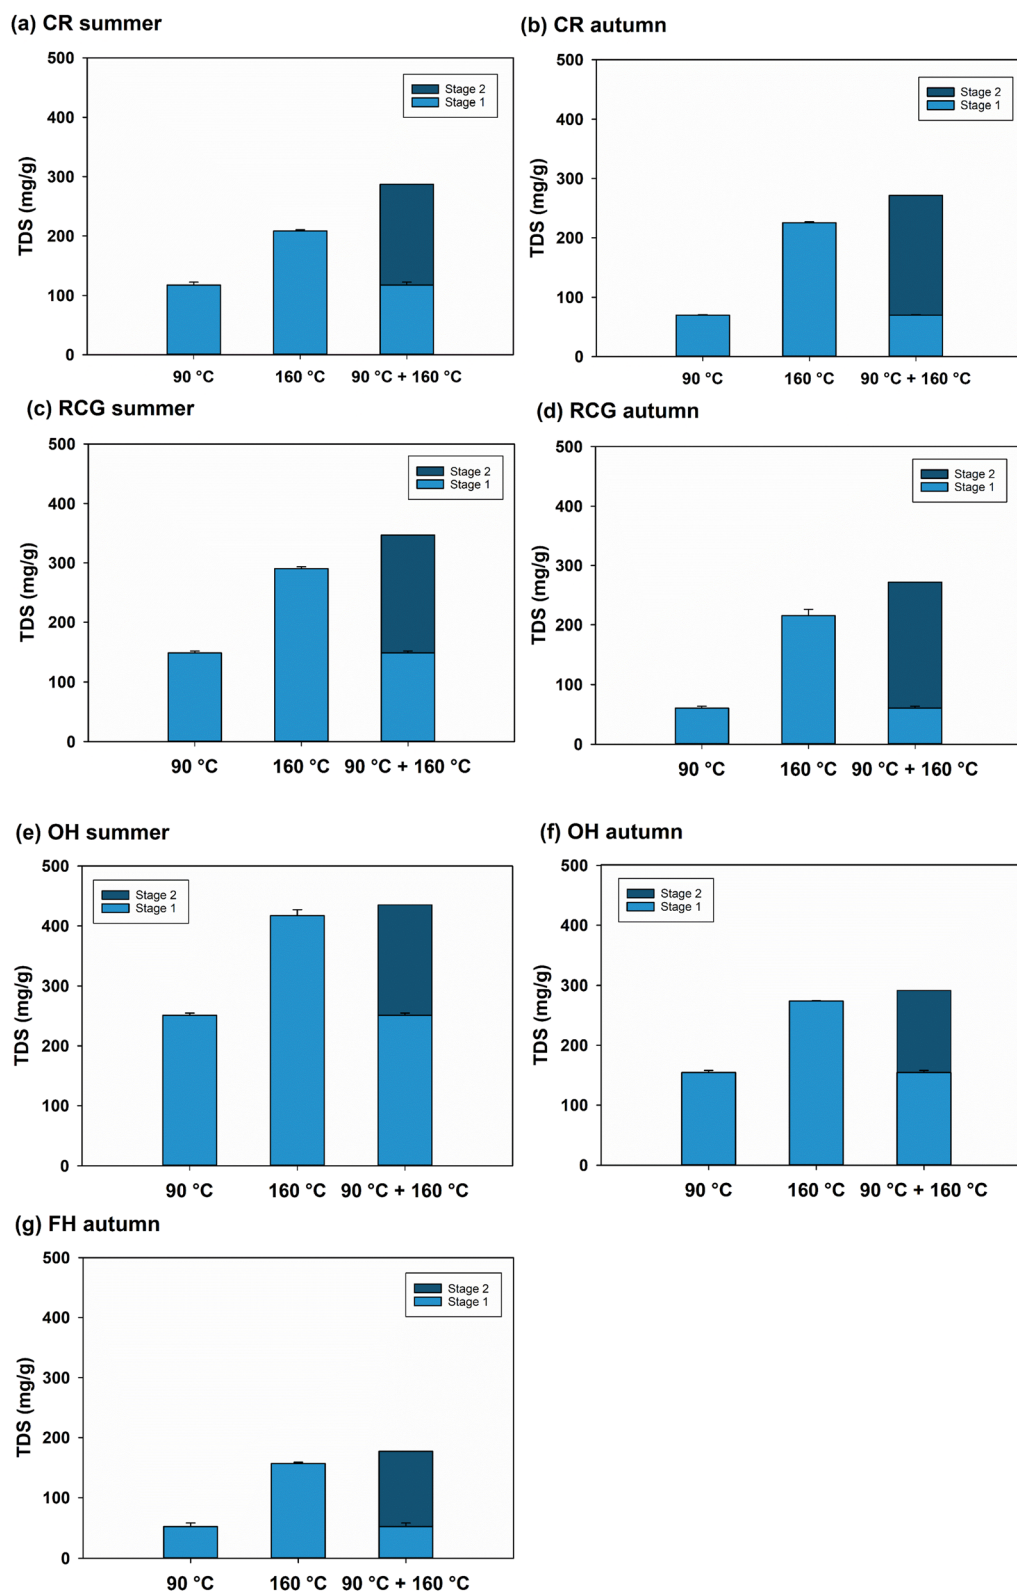 (a) CR summer
500
400
300
200
100
0
TDS (mg/g)
Stage 2
Stage 1
90 °C
160 °C
90 °C + 160 °C
(b) CR autumn
500
400
300
200
100
0
TDS (mg/g)
Stage 2
Stage 1
90 °C
160 °C
90 °C + 160 °C
(c) RCG summer
500
400
300
200
100
0
TDS (mg/g)
Stage 2
Stage 1
90 °C
160 °C
90 °C + 160 °C
(d) RCG autumn
500
400
300
200
100
0
TDS (mg/g)
Stage 2
Stage 1
90 °C
160 °C
90 °C + 160 °C
(e) OH summer
500
400
300
200
100
0
TDS (mg/g)
Stage 2
Stage 1
90 °C
160 °C
90 °C + 160 °C
(f) OH autumn
500
400
300
200
100
0
TDS (mg/g)
Stage 2
Stage 1
90 °C
160 °C
90 °C + 160 °C
(g) FH autumn
500
400
300
200
100
0
TDS (mg/g)
Stage 2
Stage 1
90 °C
160 °C
90 °C + 160 °C